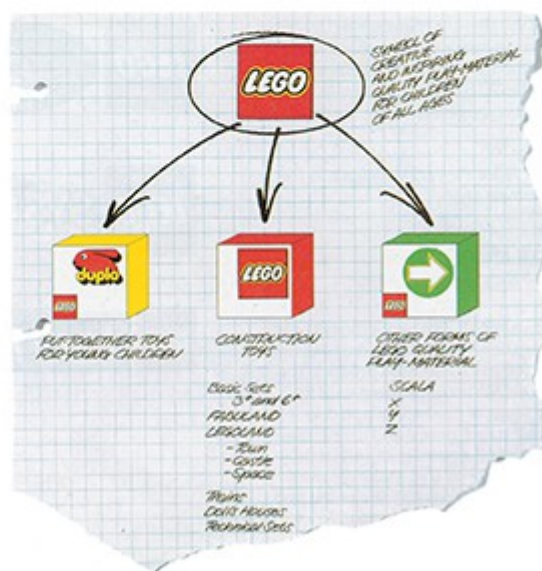 LEGO
SYMBOL OF
CREATIVE
AND INSPIRING
QUALITY PLAY-MATERIAL
FOR CHILDREN
OF ALL AGES
duplo
LEGO
PUT TOGETHER TOYS
FOR YOUNG CHILDREN
LEGO
CONSTRUCTION
TOYS
Basic Sets
3+ and 6+
FABULAND
LEGOLAND
- Town
- Castle
- Space
Trains
Dolls Houses
Technical Sets
LEGO
OTHER FORMS OF
LEGO QUALITY
PLAY-MATERIAL
SCALA
X
Y
Z